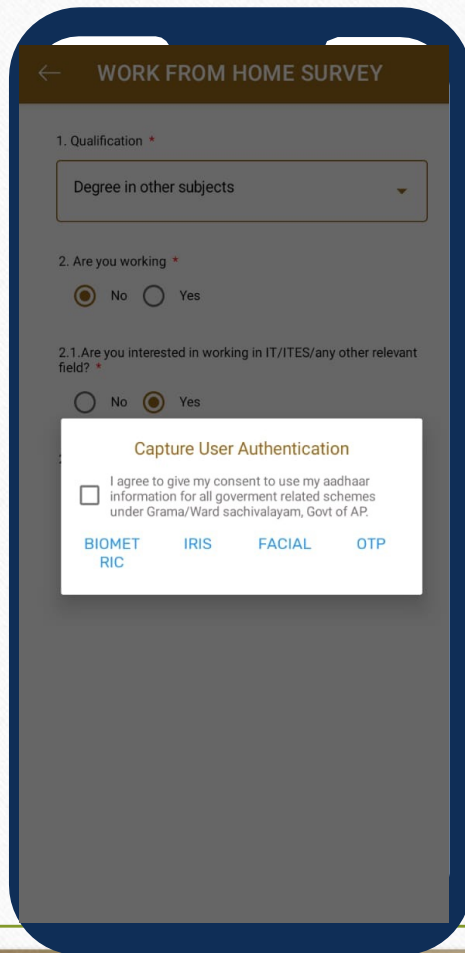 WORK FROM HOME SURVEY
1. Qualification *
Degree in other subjects
2. Are you working *
No Yes
2.1.Are you interested in working in IT/ITES/any other relevant
field? *
No Yes
Capture User Authentication
I agree to give my consent to use my aadhaar
information for all goverment related schemes
under Grama/Ward sachivalayam, Govt of AP.
BIOMET IRIS FACIAL OTP
RIC